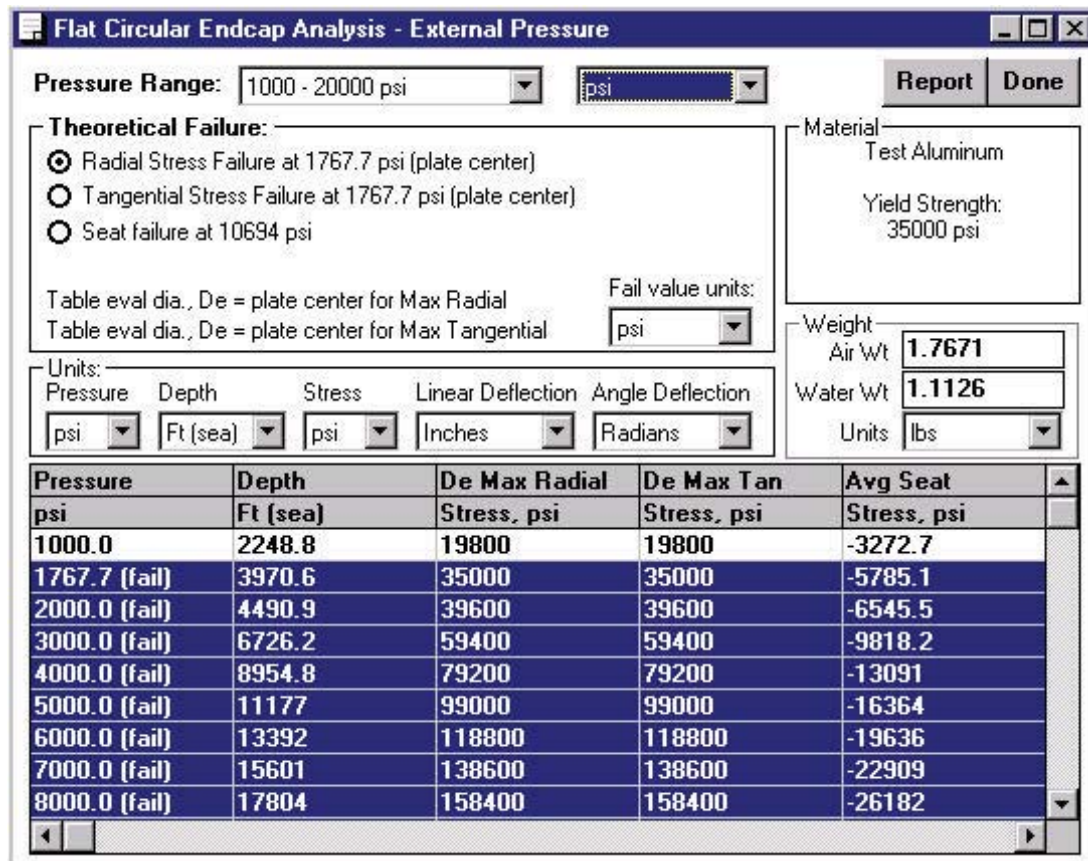 Flat Circular Endcap Analysis - External Pressure
Pressure Range: 1000 - 20000 psi psi Report Done
Theoretical Failure:
Radial Stress Failure at 1767.7 psi (plate center)
Tangential Stress Failure at 1767.7 psi (plate center)
Seat failure at 10694 psi
Table eval dia., De = plate center for Max Radial
Table eval dia., De = plate center for Max Tangential
Fail value units:
psi
Material
Test Aluminum
Yield Strength:
35000 psi
Weight
Air Wt 1.7671
Water Wt 1.1126
Units lbs
Units:
Pressure Depth Stress Linear Deflection Angle Deflection
psi Ft (sea) psi Inches Radians
Pressure Depth De Max Radial De Max Tan Avg Seat
psi Ft (sea) Stress, psi Stress, psi Stress, psi
1000.0 2248.8 19800 19800 -3272.7
1767.7 (fail) 3970.6 35000 35000 -5785.1
2000.0 (fail) 4490.9 39600 39600 -6545.5
3000.0 (fail) 6726.2 59400 59400 -9818.2
4000.0 (fail) 8954.8 79200 79200 -13091
5000.0 (fail) 11177 99000 99000 -16364
6000.0 (fail) 13392 118800 118800 -19636
7000.0 (fail) 15601 138600 138600 -22909
8000.0 (fail) 17804 158400 158400 -26182